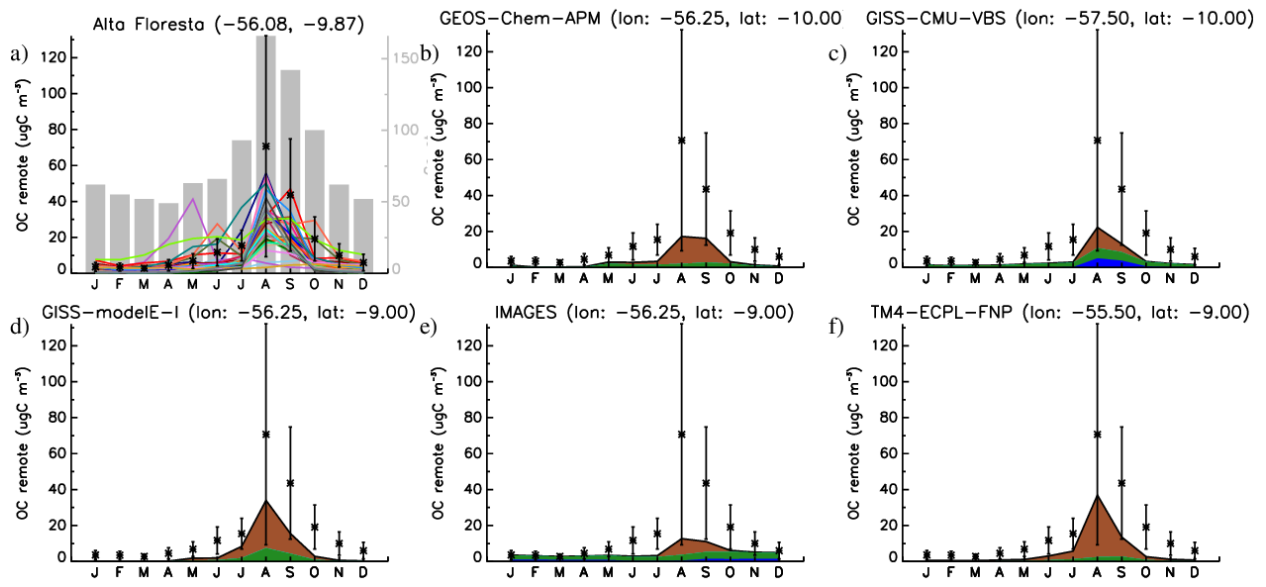 a)
Alta Floresta (−56.08, −9.87)
OC remote (ugC m⁻³)
120
100
80
60
40
20
0
150
100
50
0
J F M A M J J A S O N D
b)
GEOS−Chem−APM (lon: −56.25, lat: −10.00
OC remote (ugC m⁻³)
120
100
80
60
40
20
0
J F M A M J J A S O N D
c)
GISS−CMU−VBS (lon: −57.50, lat: −10.00)
OC remote (ugC m⁻³)
120
100
80
60
40
20
0
J F M A M J J A S O N D
d)
GISS−modelE−I (lon: −56.25, lat: −9.00)
OC remote (ugC m⁻³)
120
100
80
60
40
20
0
J F M A M J J A S O N D
e)
IMAGES (lon: −56.25, lat: −9.00)
OC remote (ugC m⁻³)
120
100
80
60
40
20
0
J F M A M J J A S O N D
f)
TM4−ECPL−FNP (lon: −55.50, lat: −9.00)
OC remote (ugC m⁻³)
120
100
80
60
40
20
0
J F M A M J J A S O N D